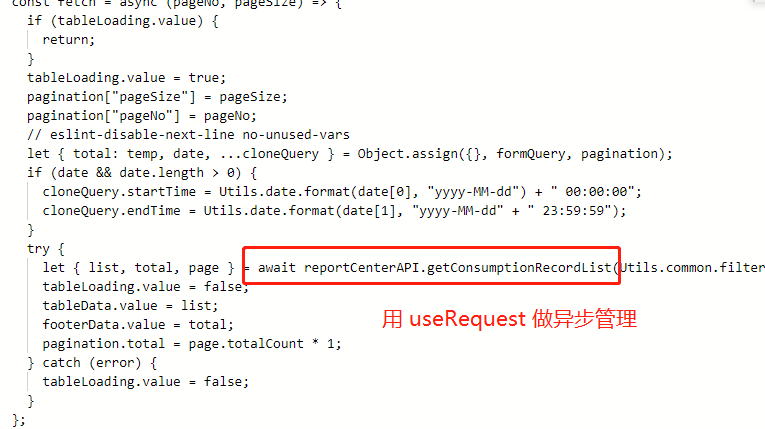 const fetch = async (pageNo, pageSize) => {
if (tableLoading.value) {
return;
}
tableLoading.value = true;
pagination["pageSize"] = pageSize;
pagination["pageNo"] = pageNo;
// eslint-disable-next-line no-unused-vars
let { total: temp, date, ...cloneQuery } = Object.assign({}, formQuery, pagination);
if (date && date.length > 0) {
cloneQuery.startTime = Utils.date.format(date[0], "yyyy-MM-dd") + " 00:00:00";
cloneQuery.endTime = Utils.date.format(date[1], "yyyy-MM-dd" + " 23:59:59");
}
try {
let { list, total, page } = await reportCenterAPI.getConsumptionRecordList(Utils.common.filter
tableLoading.value = false;
tableData.value = list;
footerData.value = total;
用 useRequest 做异步管理
pagination.total = page.totalCount * 1;
} catch (error) {
tableLoading.value = false;
}
};